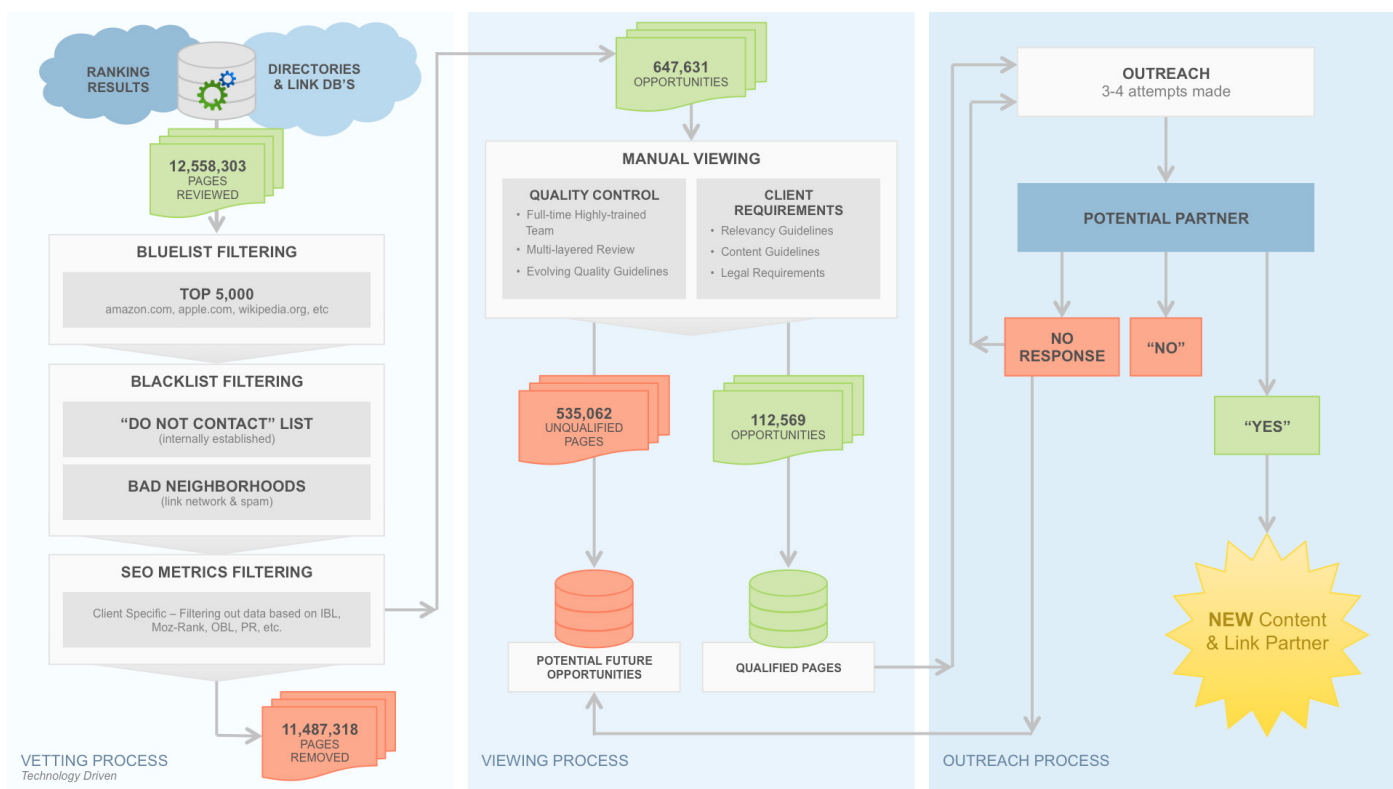 RANKING
RESULTS
DIRECTORIES
& LINK DB'S
12,558,303
PAGES
REVIEWED
BLUELIST FILTERING
TOP 5,000
amazon.com, apple.com, wikipedia.org, etc
BLACKLIST FILTERING
“DO NOT CONTACT” LIST
(internally established)
BAD NEIGHBORHOODS
(link network & spam)
SEO METRICS FILTERING
Client Specific – Filtering out data based on IBL,
Moz-Rank, OBL, PR, etc.
11,487,318
PAGES
REMOVED
VETTING PROCESS
Technology Driven
647,631
OPPORTUNITIES
MANUAL VIEWING
QUALITY CONTROL
• Full-time Highly-trained
Team
• Multi-layered Review
• Evolving Quality Guidelines
CLIENT
REQUIREMENTS
• Relevancy Guidelines
• Content Guidelines
• Legal Requirements
535,062
UNQUALIFIED
PAGES
112,569
OPPORTUNITIES
POTENTIAL FUTURE
OPPORTUNITIES
QUALIFIED PAGES
VIEWING PROCESS
OUTREACH
3-4 attempts made
POTENTIAL PARTNER
NO
RESPONSE
“NO”
“YES”
NEW Content
& Link Partner
OUTREACH PROCESS